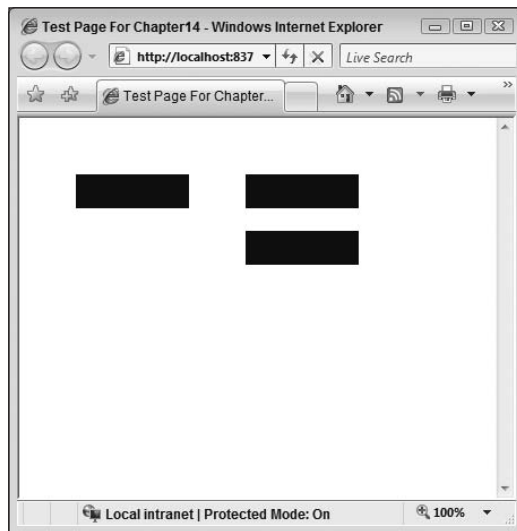 Test Page For Chapter14 - Windows Internet Explorer
http://localhost:837
Live Search
Test Page For Chapter...
Local intranet | Protected Mode: On
100%